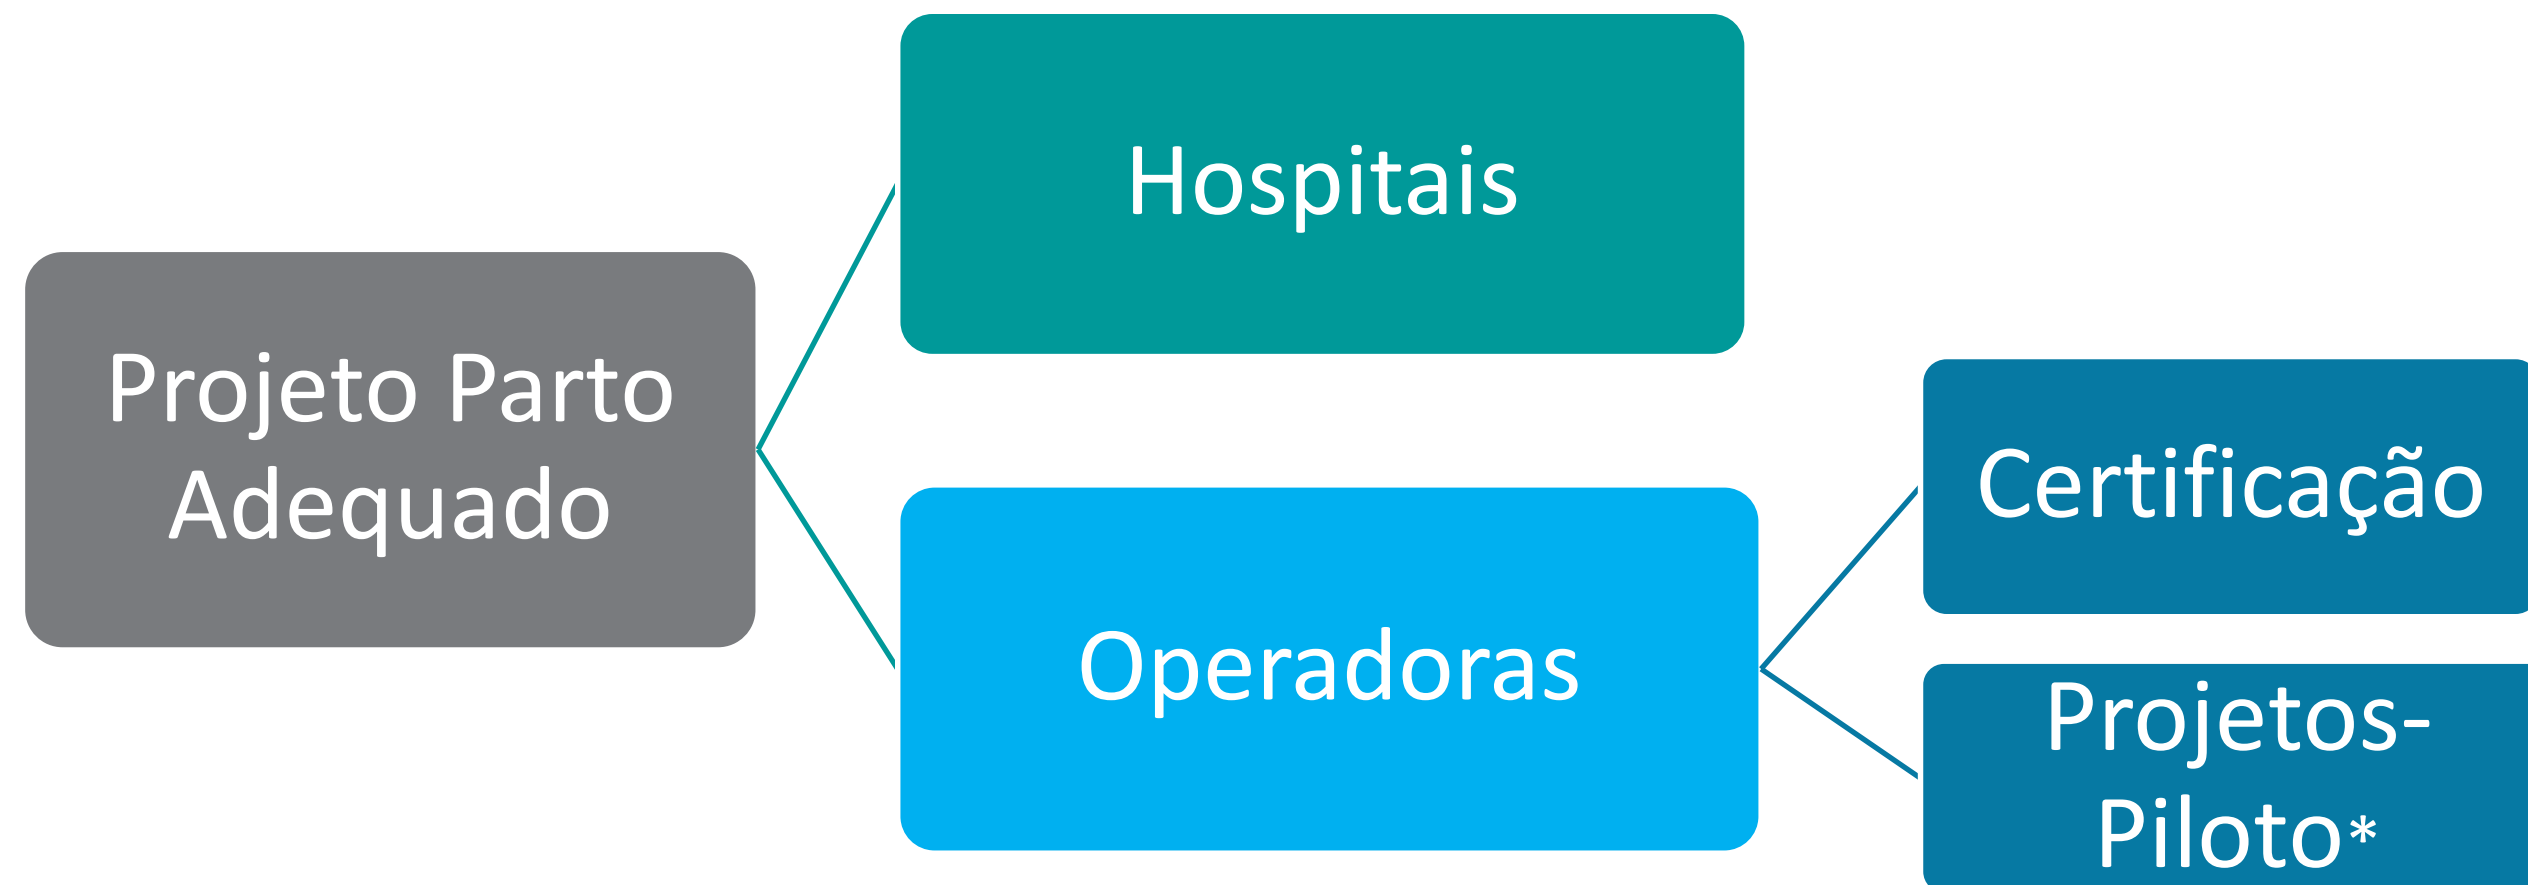 Hospitais
Projeto Parto
Adequado
Operadoras
Certificação
Projetos-
Piloto*